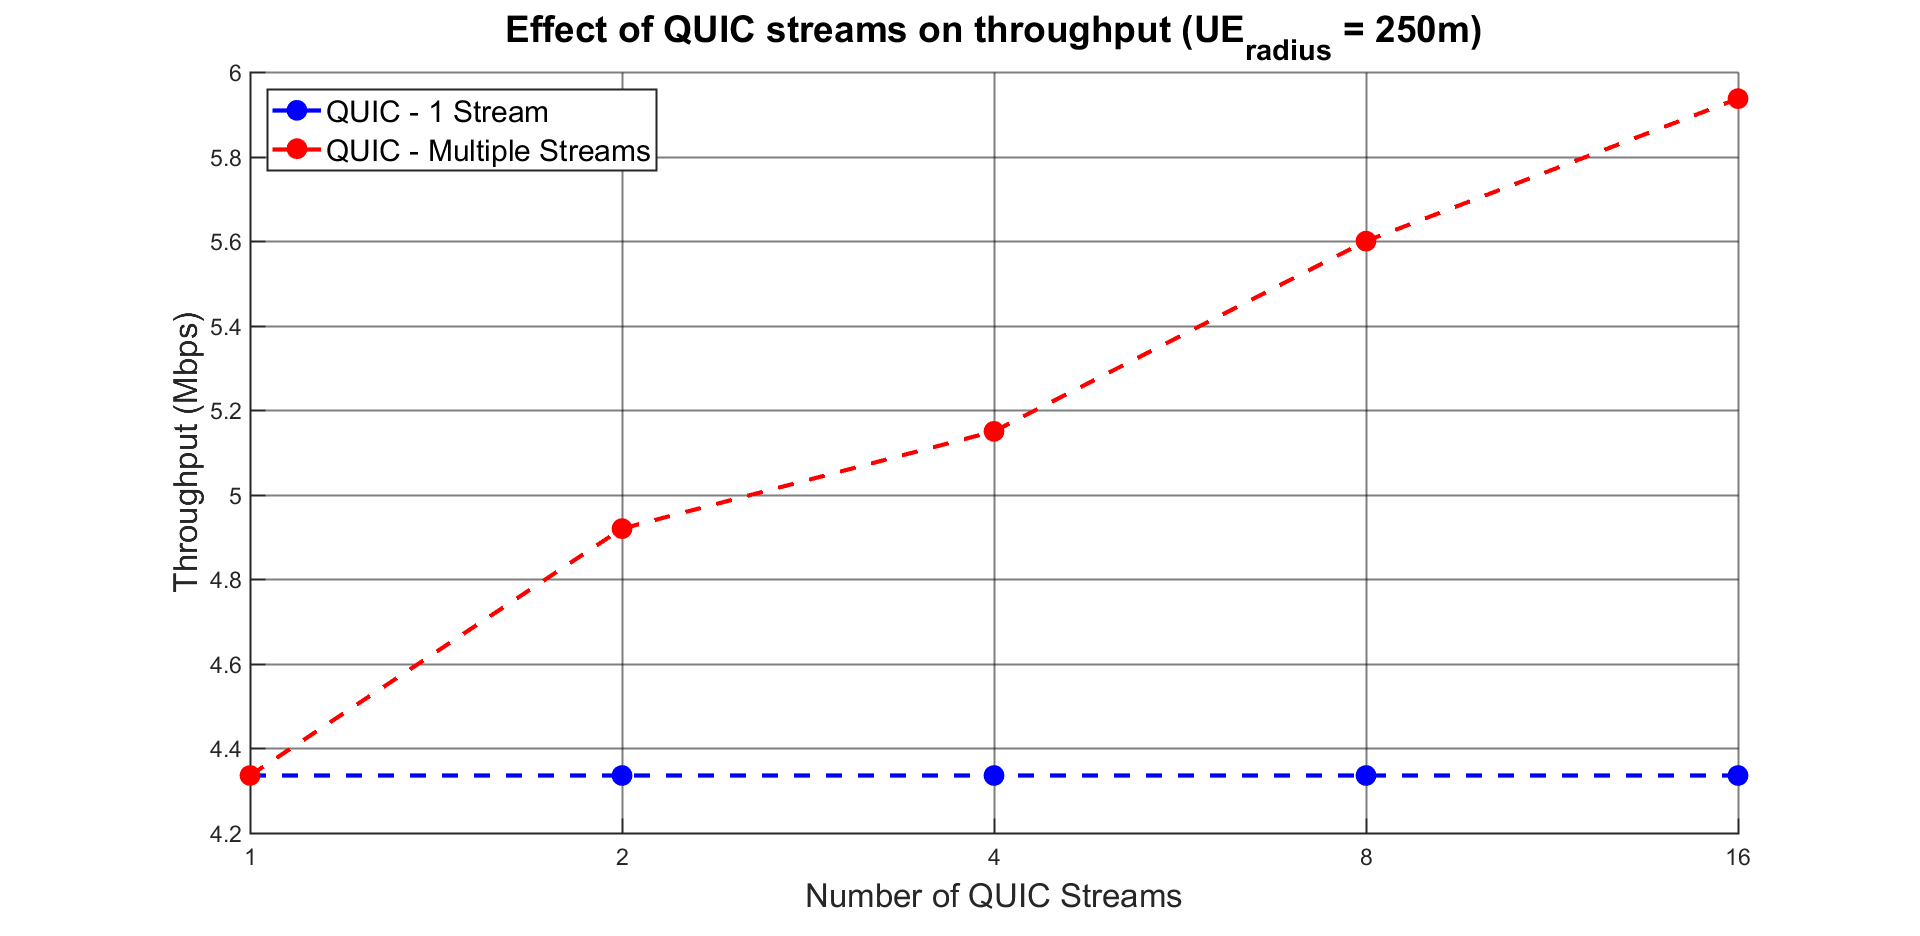 Effect of QUIC streams on throughput (UE_radius = 250m)
QUIC - 1 Stream
QUIC - Multiple Streams
Throughput (Mbps)
6
5.8
5.6
5.4
5.2
5
4.8
4.6
4.4
4.2
1 2 4 8 16
Number of QUIC Streams